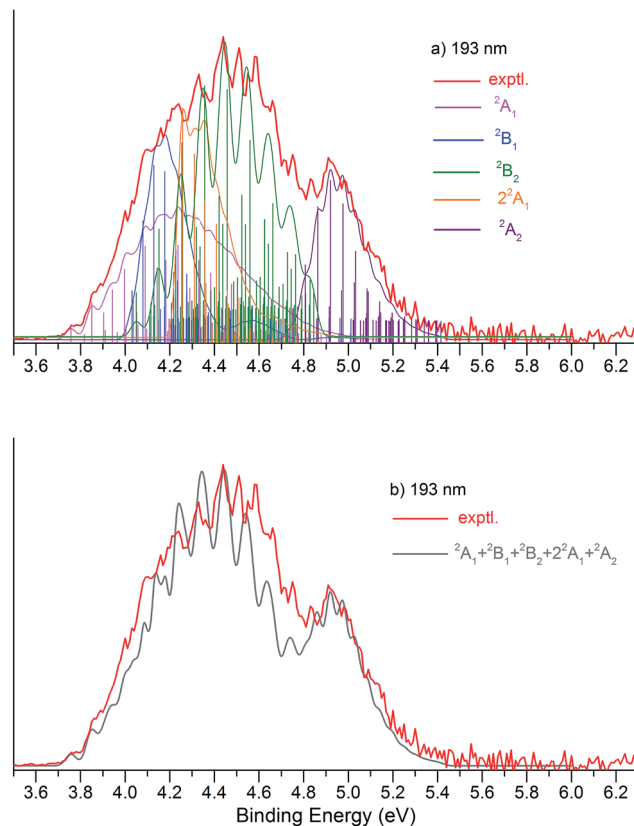 a) 193 nm
exptl.
²A₁
²B₁
²B₂
2²A₁
²A₂
3.6 3.8 4.0 4.2 4.4 4.6 4.8 5.0 5.2 5.4 5.6 5.8 6.0 6.2
b) 193 nm
exptl.
²A₁+²B₁+²B₂+2²A₁+²A₂
3.6 3.8 4.0 4.2 4.4 4.6 4.8 5.0 5.2 5.4 5.6 5.8 6.0 6.2
Binding Energy (eV)